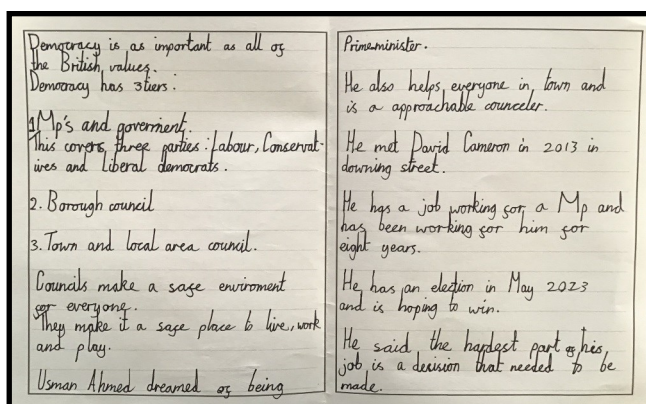 Democracy is as important as all of
the British values.
Democracy has 3 tiers:
1 Mp's and goverment.
This covers three parties: Labour, Conservat-
ives and Liberal democrats.
2. Borough council
3. Town and local area council.
Councils make a safe enviroment
for everyone.
They make it a safe place to live, work
and play.
Usman Ahmed dreamed of being
Prime minister.
He also helps everyone in town and
is a approachable counceler.
He met David Cameron in 2013 in
downing street.
He has a job working for a Mp and
has been working for him for
eight years.
He has an election in May 2023
and is hoping to win.
He said the hardest part of his
job is a decision that needed to be
made.